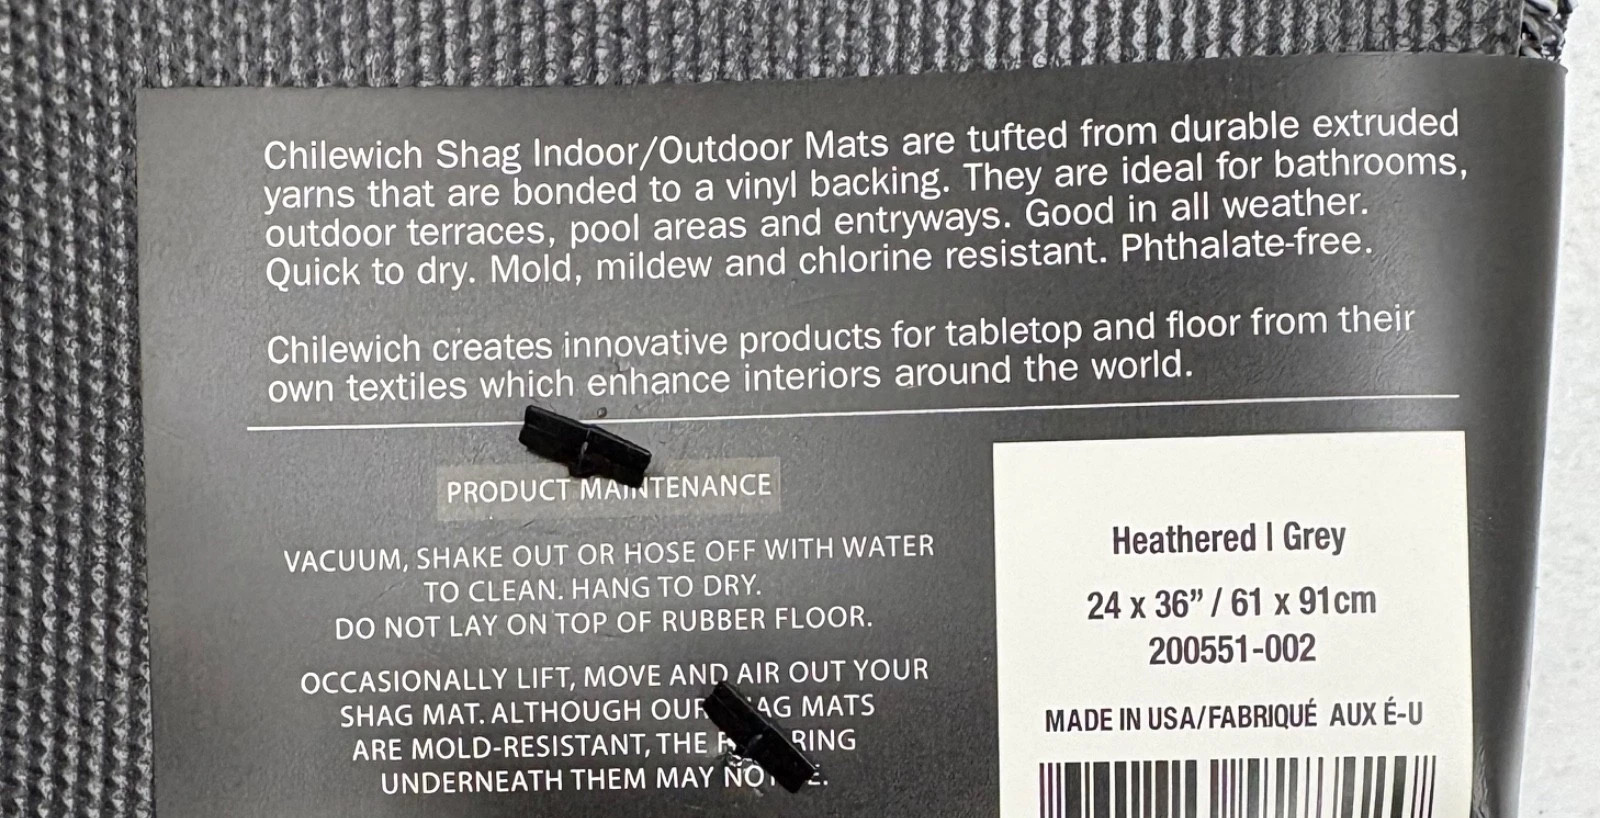 Chilewich Shag Indoor/Outdoor Mats are tufted from durable extruded
yarns that are bonded to a vinyl backing. They are ideal for bathrooms,
outdoor terraces, pool areas and entryways. Good in all weather.
Quick to dry. Mold, mildew and chlorine resistant. Phthalate-free.
Chilewich creates innovative products for tabletop and floor from their
own textiles which enhance interiors around the world.
PRODUCT MAINTENANCE
VACUUM, SHAKE OUT OR HOSE OFF WITH WATER
TO CLEAN. HANG TO DRY.
DO NOT LAY ON TOP OF RUBBER FLOOR.
OCCASIONALLY LIFT, MOVE AND AIR OUT YOUR
SHAG MAT. ALTHOUGH OUR MATS
ARE MOLD-RESISTANT, THE
UNDERNEATH THEM MAY
Heathered | Grey
24 x 36” / 61 x 91cm
200551-002
MADE IN USA/FABRIQUÉ AUX É-U